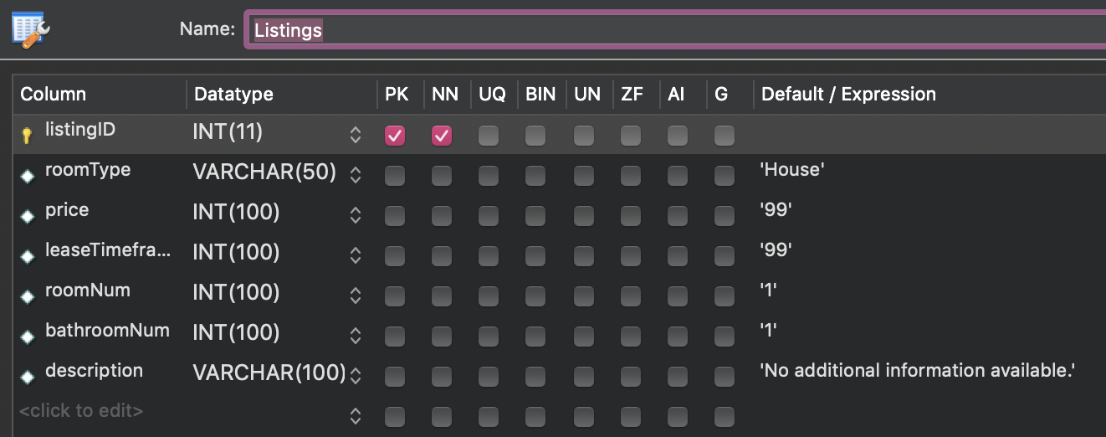 Name: Listings
Column Datatype PK NN UQ BIN UN ZF AI G Default / Expression
listingID INT(11)
roomType VARCHAR(50) 'House'
price INT(100) '99'
leaseTimefra... INT(100) '99'
roomNum INT(100) '1'
bathroomNum INT(100) '1'
description VARCHAR(100) 'No additional information available.'
<click to edit>